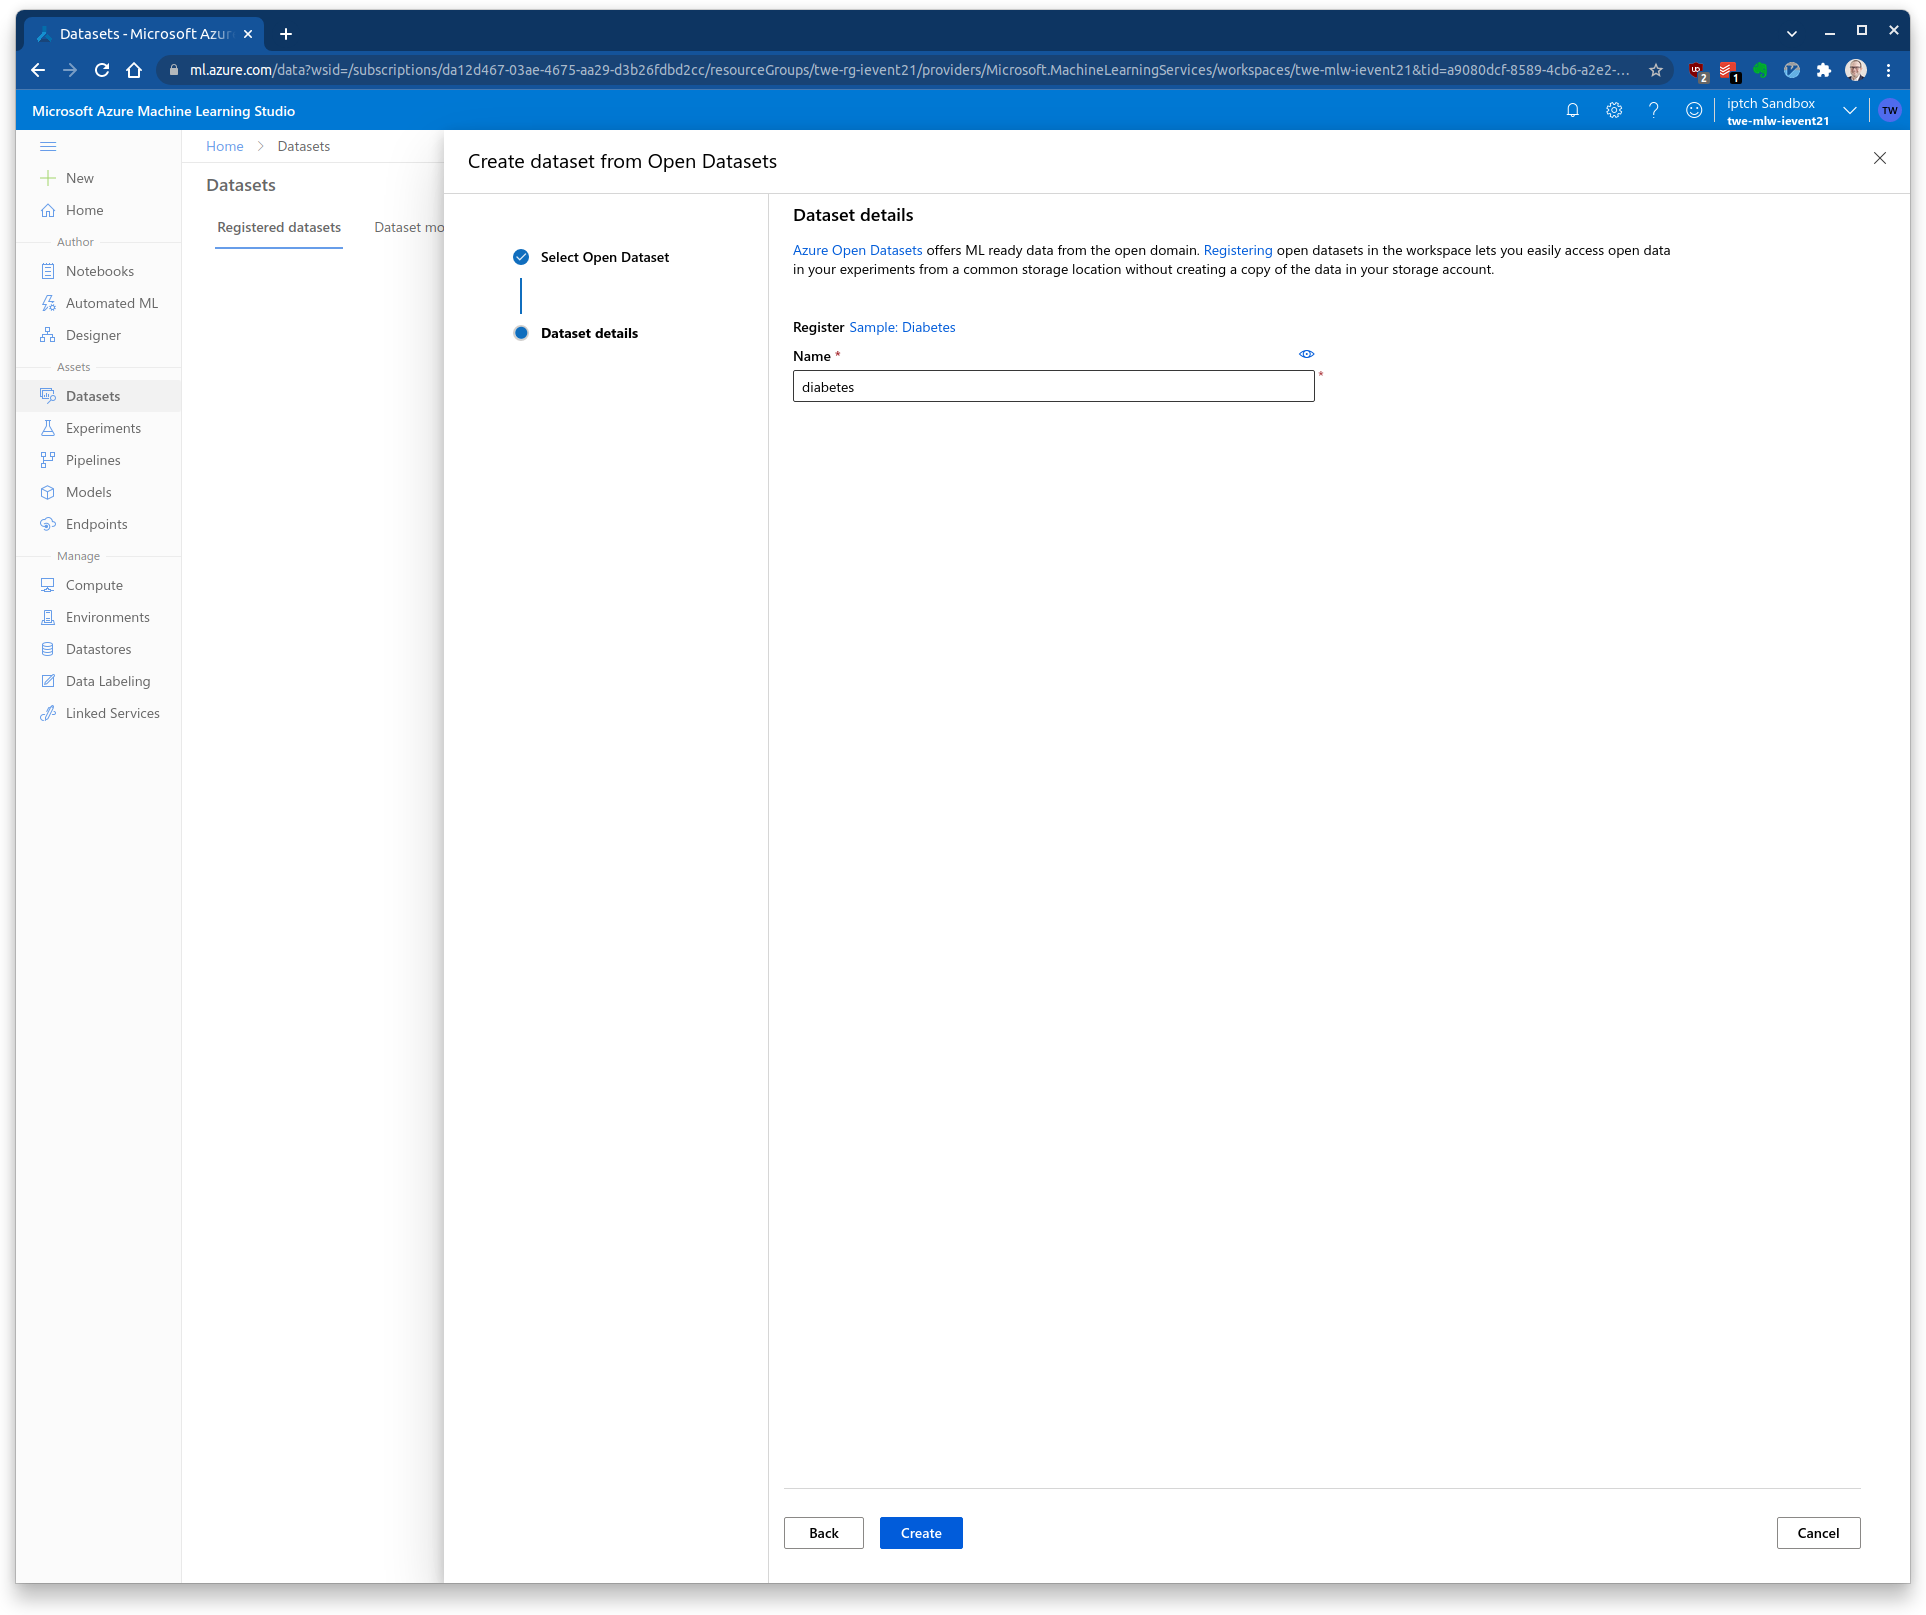 Datasets - Microsoft Azur
ml.azure.com/data?wsid=/subscriptions/da12d467-03ae-4675-aa29-d3b26fdbd2cc/resourceGroups/twe-rg-ievent21/providers/Microsoft.MachineLearningServices/workspaces/twe-mlw-ievent21&tid=a9080dcf-8589-4cb6-a2e2-...
2
1
Microsoft Azure Machine Learning Studio
iptch Sandbox
twe-mlw-ievent21
TW
New
Home
Author
Notebooks
Automated ML
Designer
Assets
Datasets
Experiments
Pipelines
Models
Endpoints
Manage
Compute
Environments
Datastores
Data Labeling
Linked Services
Home > Datasets
Datasets
Registered datasets
Dataset mo
Create dataset from Open Datasets
Select Open Dataset
Dataset details
Dataset details
Azure Open Datasets offers ML ready data from the open domain. Registering open datasets in the workspace lets you easily access open data
in your experiments from a common storage location without creating a copy of the data in your storage account.
Register Sample: Diabetes
Name *
diabetes
*
Back
Create
Cancel